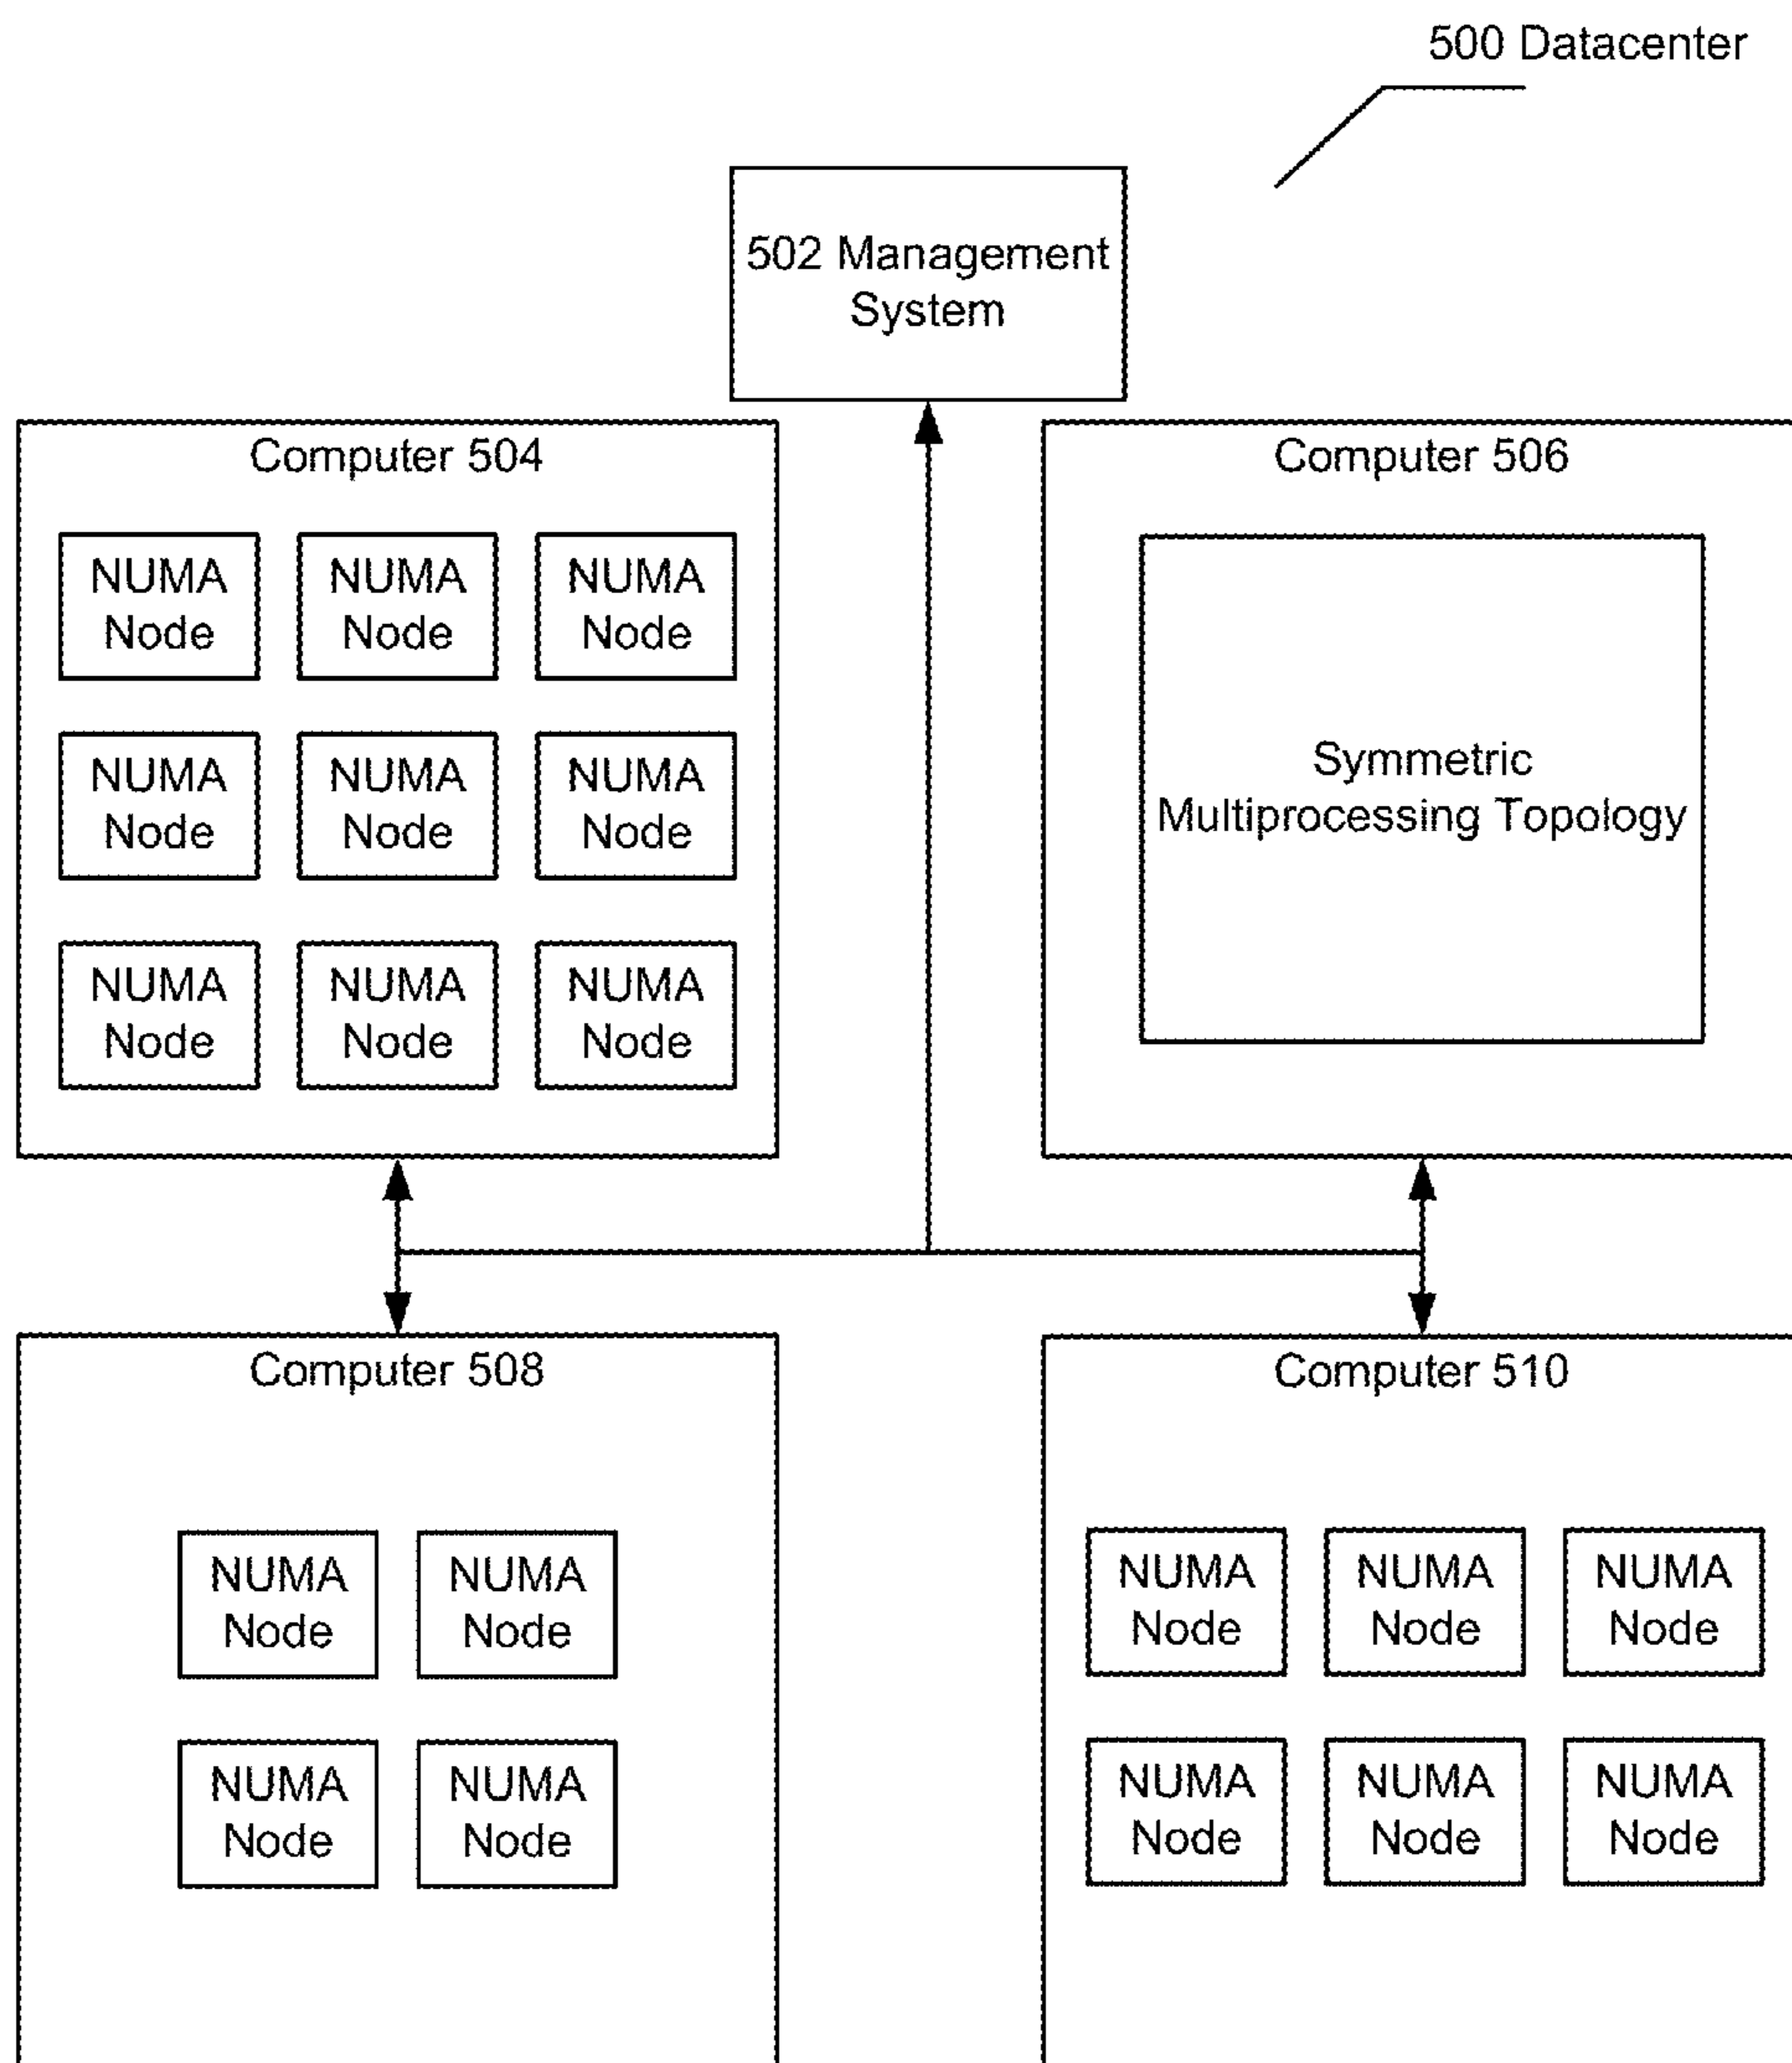 500 Datacenter
502 Management
System
Computer 504
NUMA
Node
NUMA
Node
NUMA
Node
NUMA
Node
NUMA
Node
NUMA
Node
NUMA
Node
NUMA
Node
NUMA
Node
Computer 506
Symmetric
Multiprocessing Topology
Computer 508
NUMA
Node
NUMA
Node
NUMA
Node
NUMA
Node
Computer 510
NUMA
Node
NUMA
Node
NUMA
Node
NUMA
Node
NUMA
Node
NUMA
Node